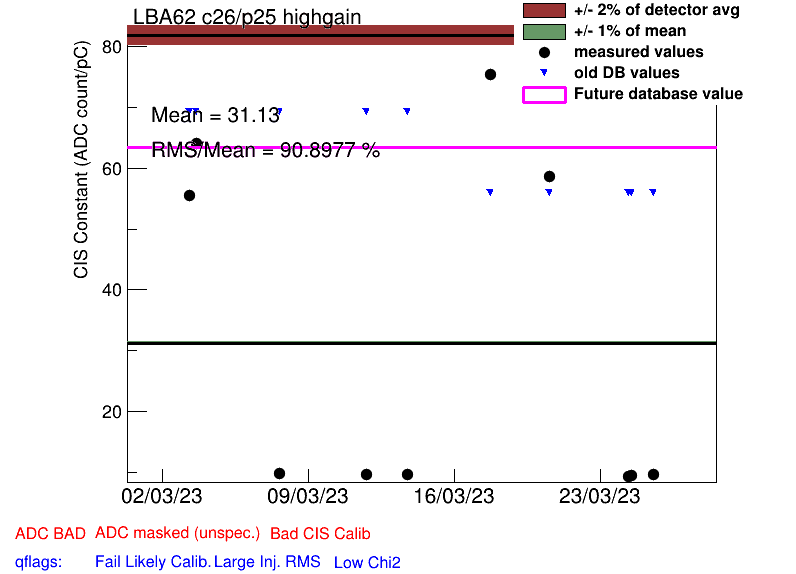 LBA62 c26/p25 highgain
+/- 2% of detector avg
+/- 1% of mean
measured values
old DB values
Future database value
Mean = 31.13
RMS/Mean = 90.8977 %
CIS Constant (ADC count/pC)
80
60
40
20
02/03/23 09/03/23 16/03/23 23/03/23
ADC BAD ADC masked (unspec.) Bad CIS Calib
qflags: Fail Likely Calib. Large Inj. RMS Low Chi2